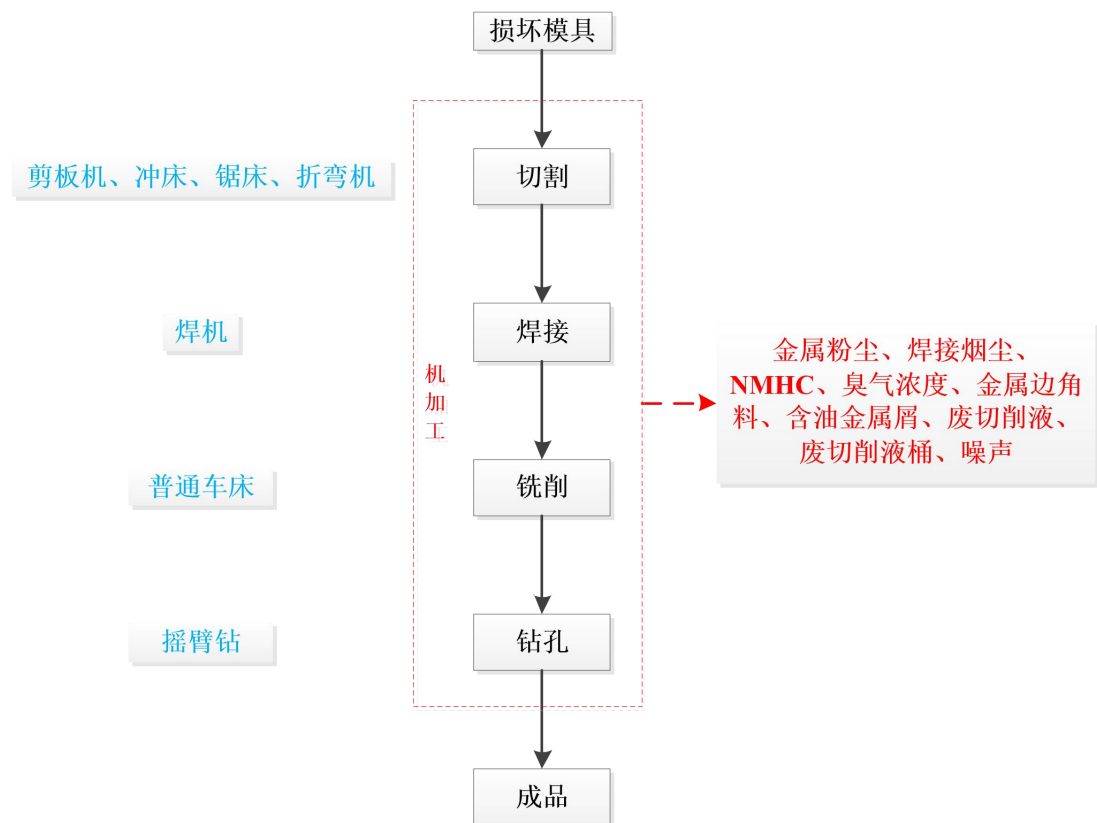 损坏模具
剪板机、冲床、锯床、折弯机
切割
焊机
焊接
机
加
工
金属粉尘、焊接烟尘、
NMHC、臭气浓度、金属边角
料、含油金属屑、废切削液、
废切削液桶、噪声
普通车床
铣削
摇臂钻
钻孔
成品